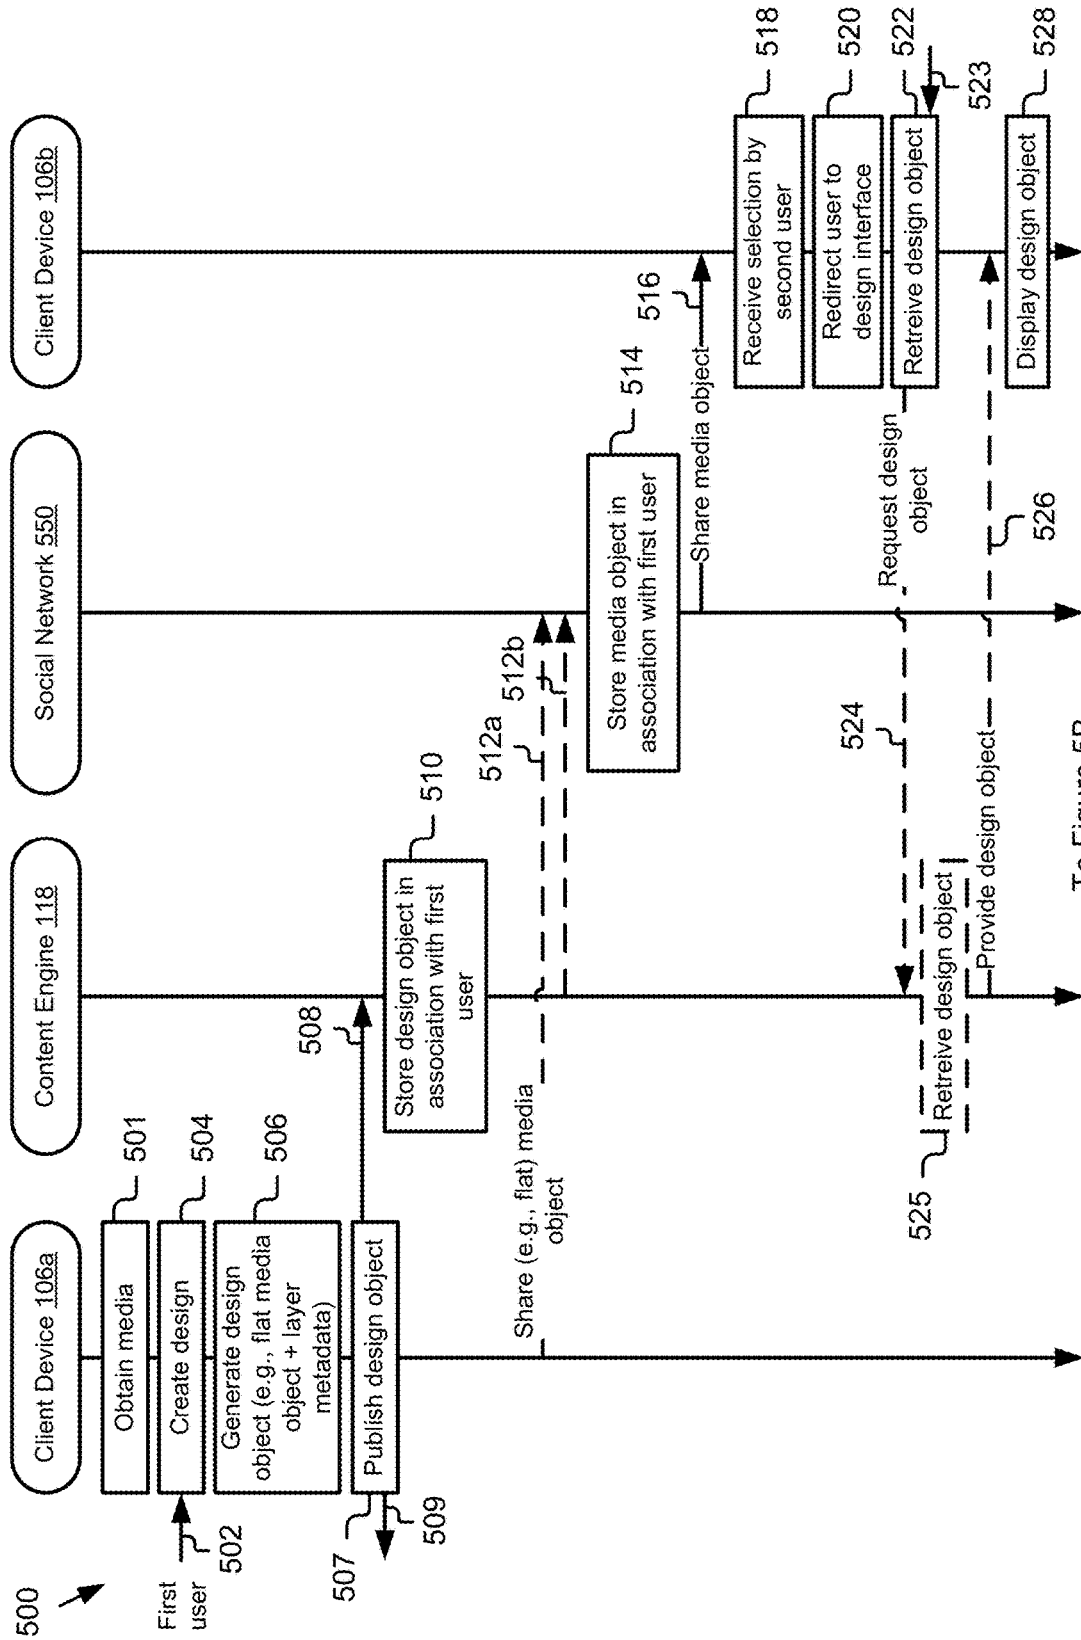 500
Client Device 106a
Content Engine 118
Social Network 550
Client Device 106b
First
user
502
Obtain media
501
Create design
504
Generate design
object (e.g., flat media
object + layer
metadata)
506
507
Publish design object
509
508
Store design object in
association with first
user
510
Share (e.g., flat) media
object
512a
512b
Store media object in
association with first user
514
Share media object
516
Receive selection by
second user
518
Redirect user to
design interface
520
Retreive design object
522
523
Request design
object
524
525
Retreive design object
Provide design object
526
Display design object
528